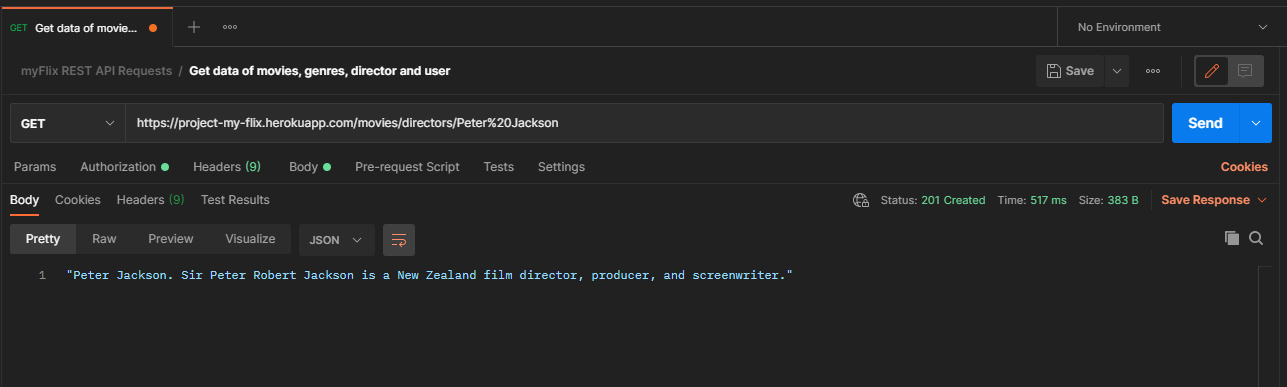 GET Get data of movie... No Environment
myFlix REST API Requests / Get data of movies, genres, director and user Save
GET https://project-my-flix.herokuapp.com/movies/directors/Peter%20Jackson Send
Params Authorization Headers (9) Body Pre-request Script Tests Settings Cookies
Body Cookies Headers (9) Test Results Status: 201 Created Time: 517 ms Size: 383 B Save Response
Pretty Raw Preview Visualize JSON
1 "Peter Jackson. Sir Peter Robert Jackson is a New Zealand film director, producer, and screenwriter."